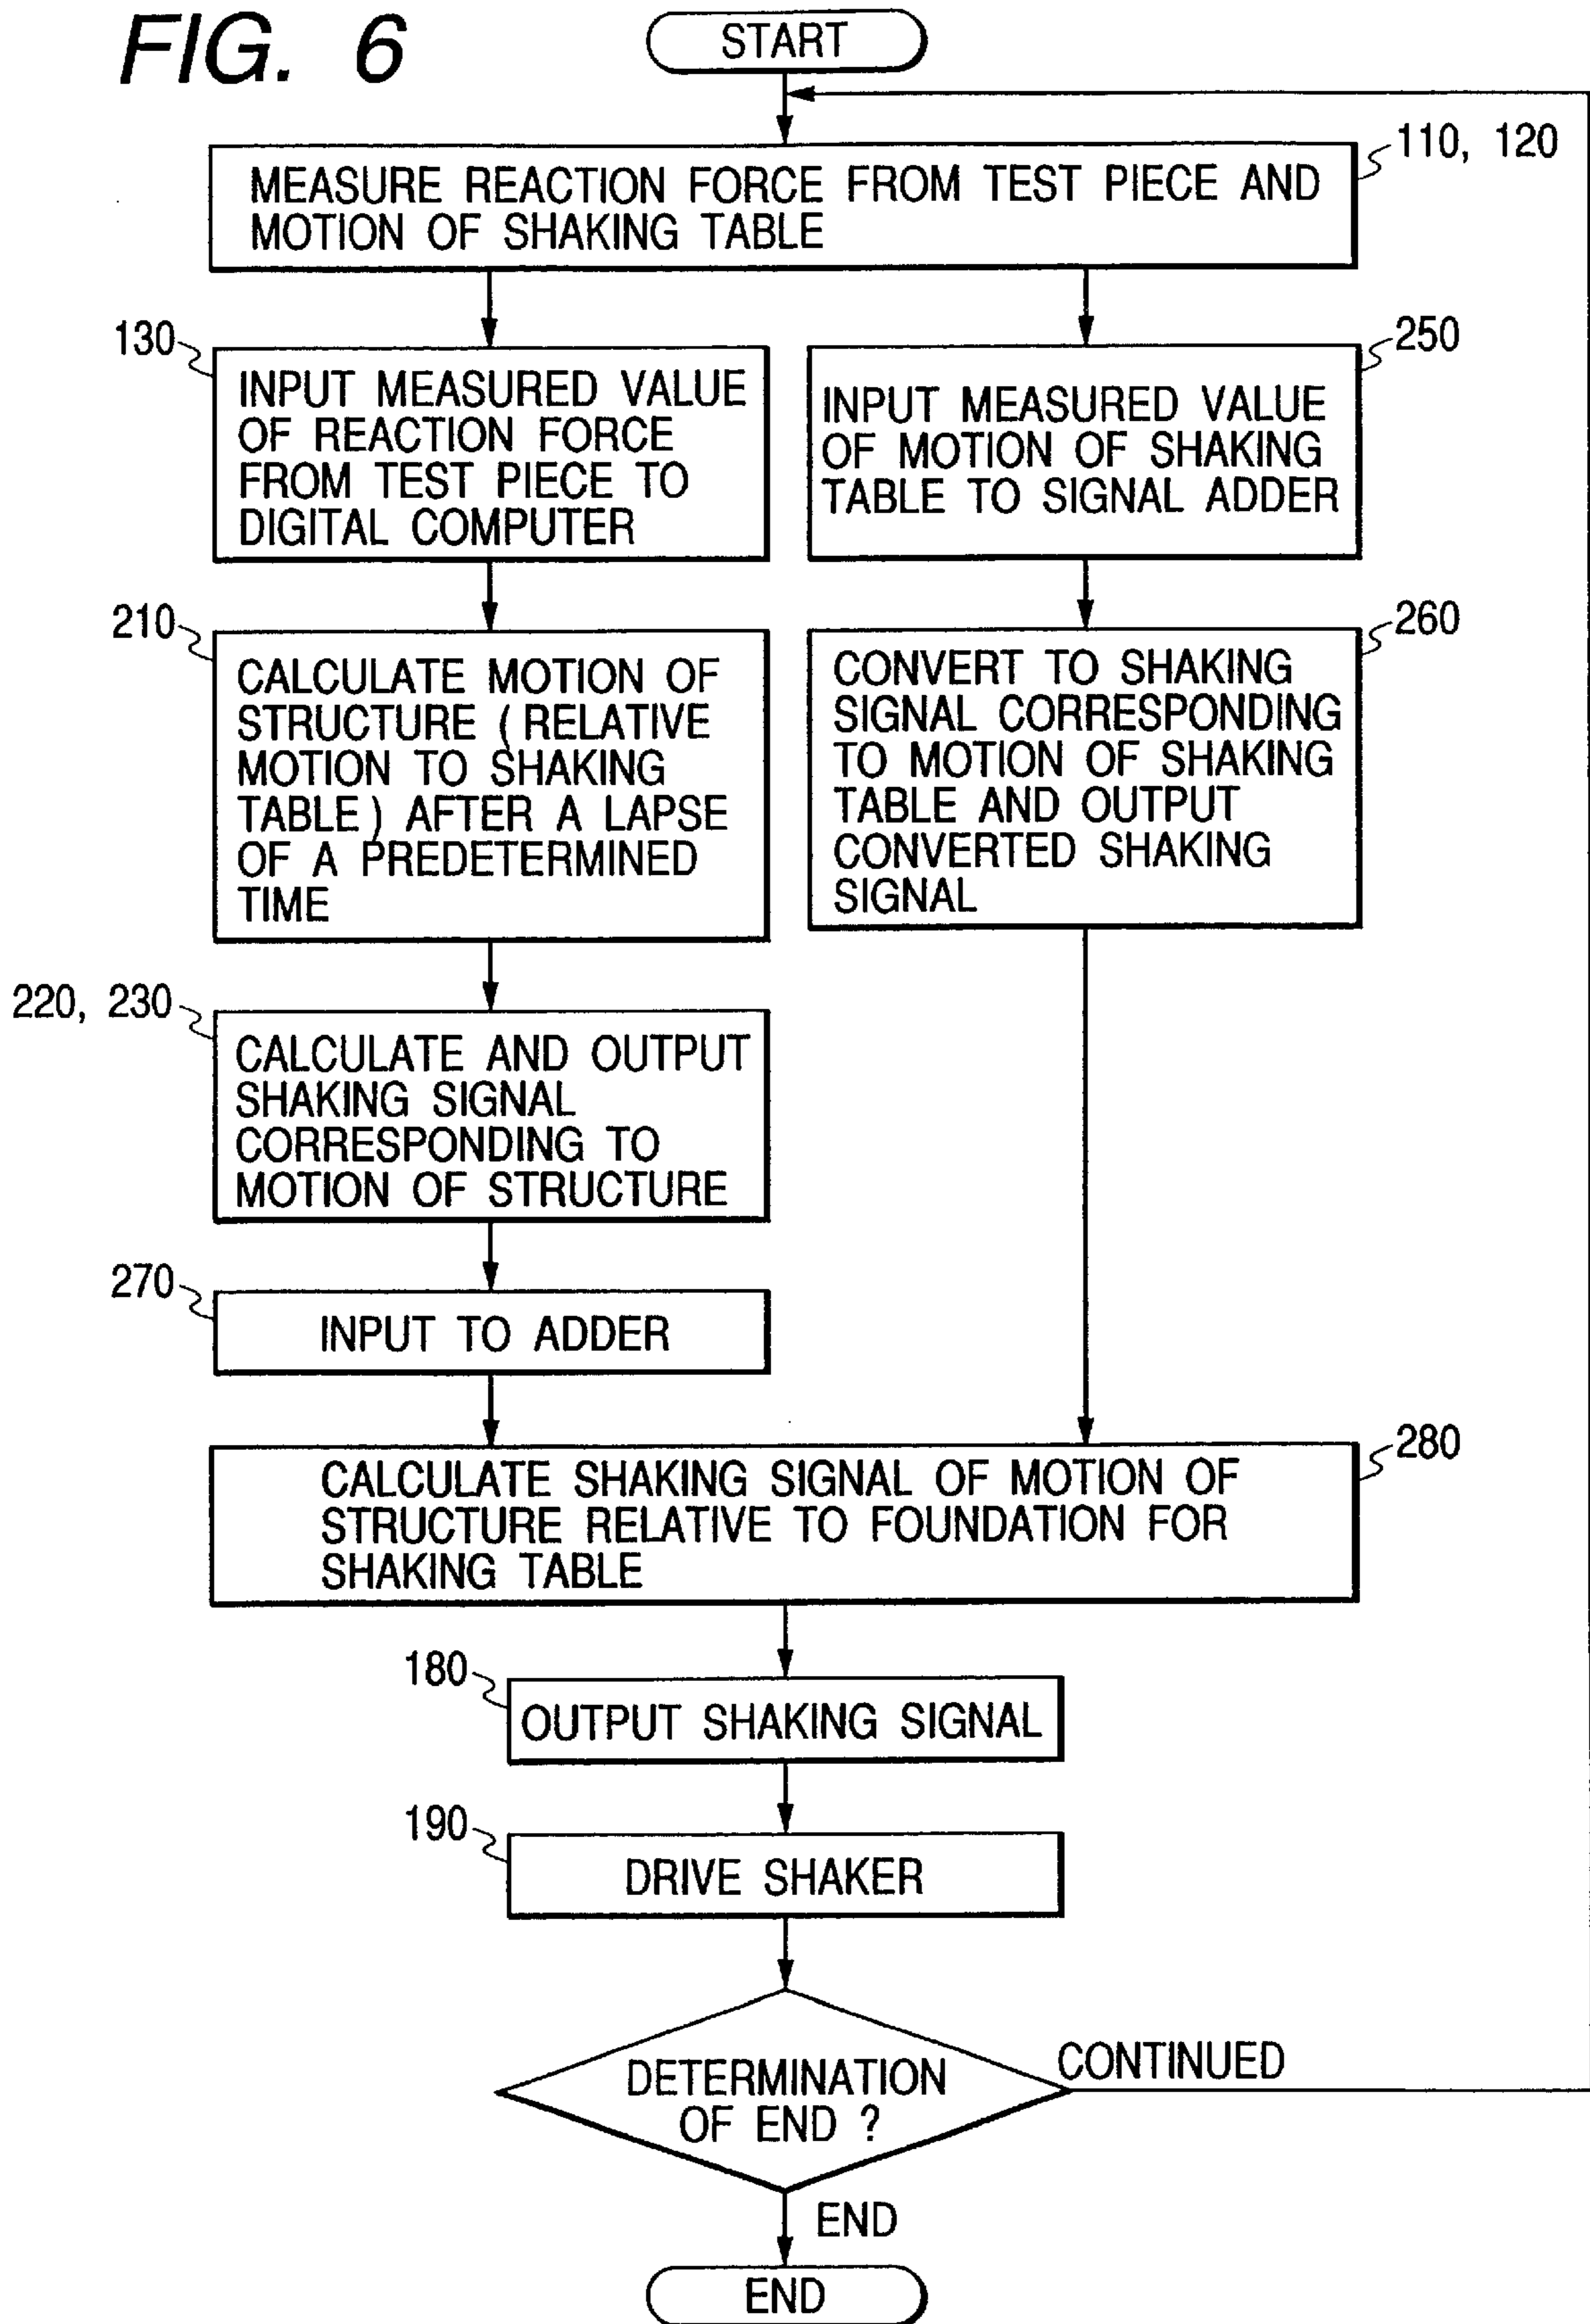 FIG. 6
START
110, 120
MEASURE REACTION FORCE FROM TEST PIECE AND
MOTION OF SHAKING TABLE
130
INPUT MEASURED VALUE
OF REACTION FORCE
FROM TEST PIECE TO
DIGITAL COMPUTER
250
INPUT MEASURED VALUE
OF MOTION OF SHAKING
TABLE TO SIGNAL ADDER
210
CALCULATE MOTION OF
STRUCTURE (RELATIVE
MOTION TO SHAKING
TABLE) AFTER A LAPSE
OF A PREDETERMINED
TIME
260
CONVERT TO SHAKING
SIGNAL CORRESPONDING
TO MOTION OF SHAKING
TABLE AND OUTPUT
CONVERTED SHAKING
SIGNAL
220, 230
CALCULATE AND OUTPUT
SHAKING SIGNAL
CORRESPONDING TO
MOTION OF STRUCTURE
270
INPUT TO ADDER
280
CALCULATE SHAKING SIGNAL OF MOTION OF
STRUCTURE RELATIVE TO FOUNDATION FOR
SHAKING TABLE
180
OUTPUT SHAKING SIGNAL
190
DRIVE SHAKER
DETERMINATION
OF END ?
CONTINUED
END
END